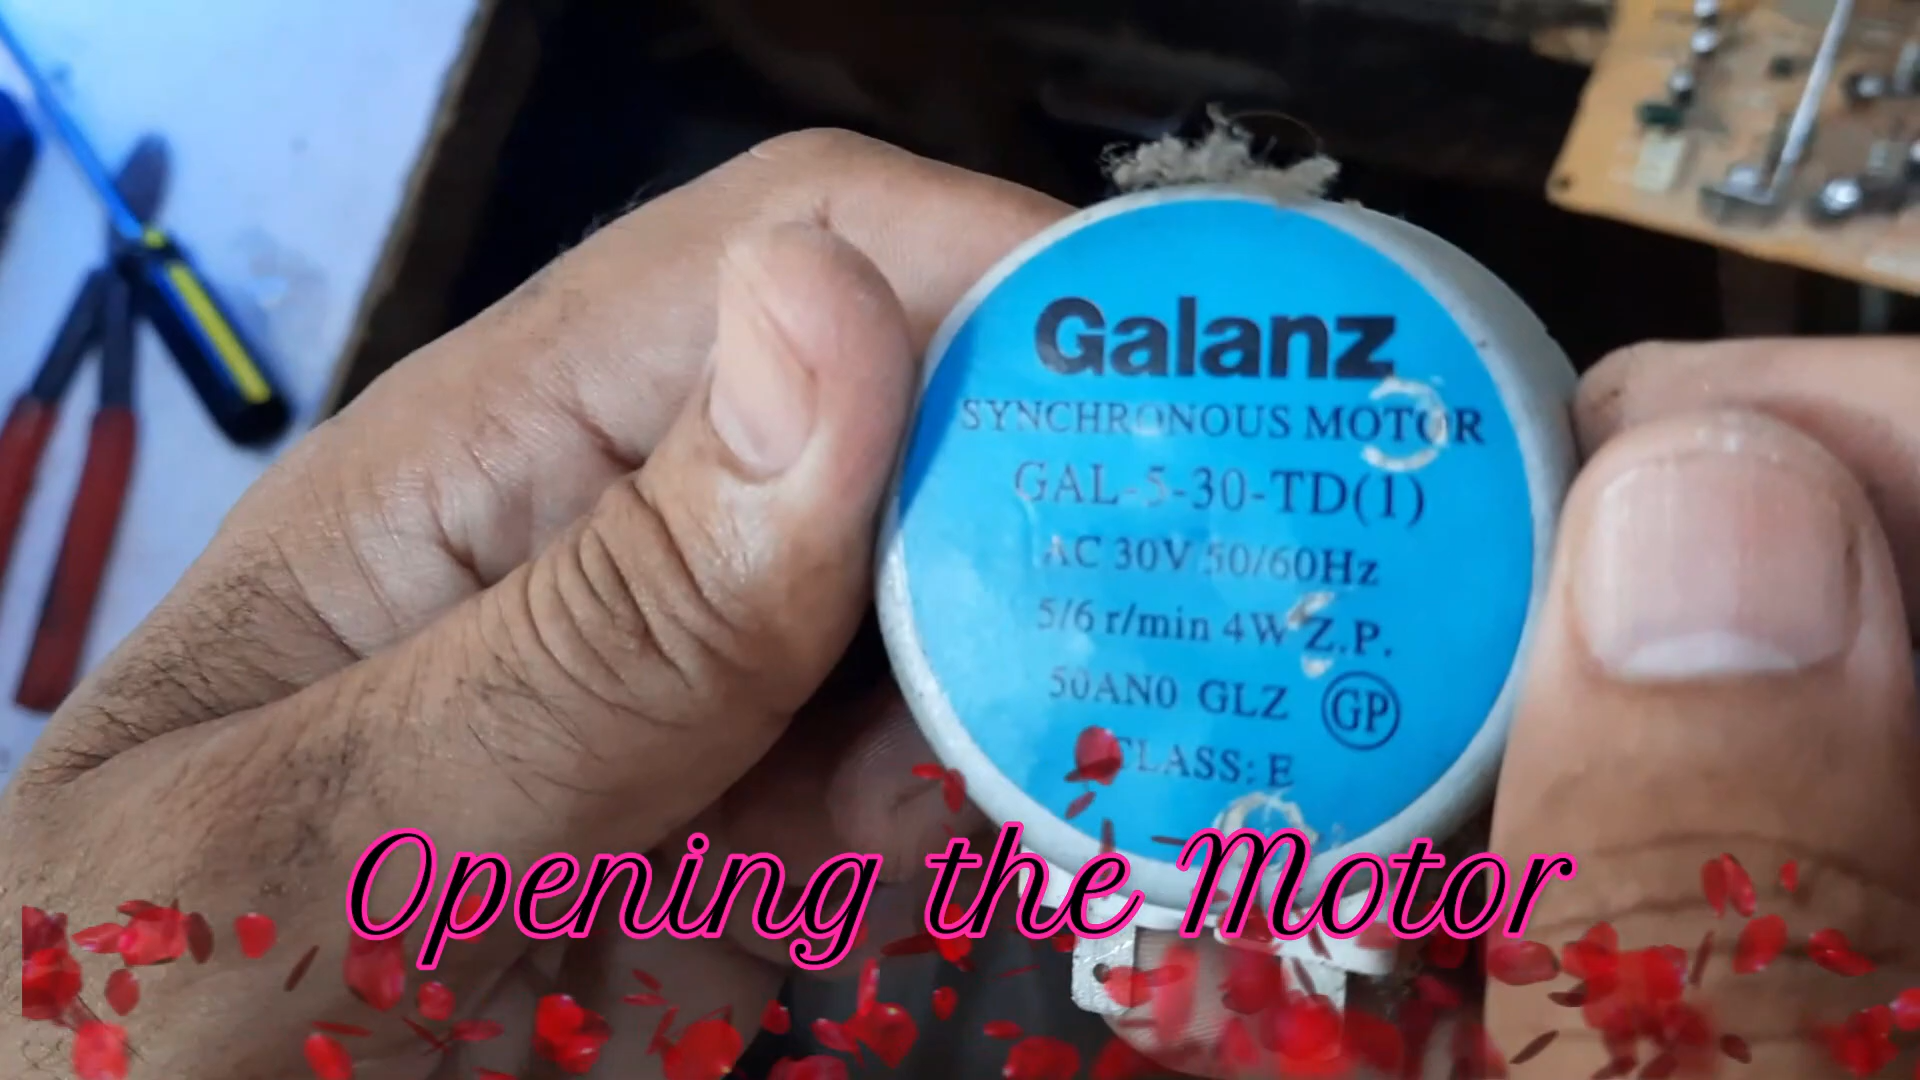 Galanz
SYNCHRONOUS MOTOR
GAL-5-30-TD(1)
AC 30V 50/60Hz
5/6 r/min 4W Z.P.
50AN0 GLZ GP
CLASS: E
Opening the Motor